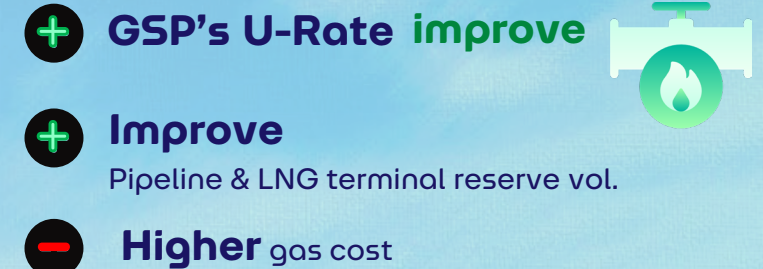 GSP's U-Rate improve
Improve
Pipeline & LNG terminal reserve vol.
Higher gas cost